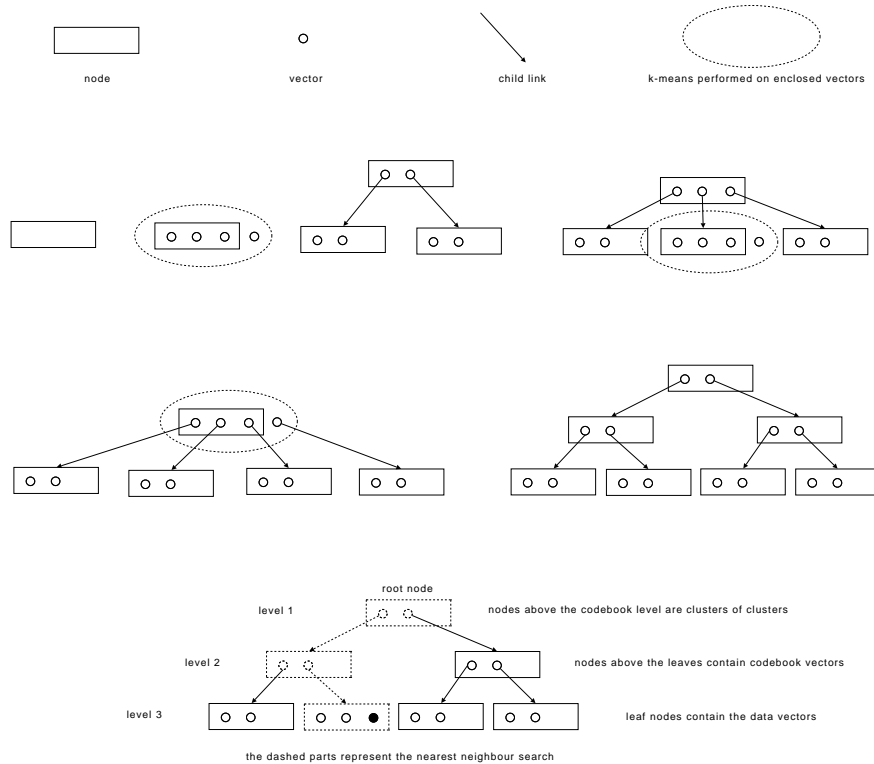 node
vector
child link
k-means performed on enclosed vectors
root node
level 1
nodes above the codebook level are clusters of clusters
level 2
nodes above the leaves contain codebook vectors
level 3
leaf nodes contain the data vectors
the dashed parts represent the nearest neighbour search